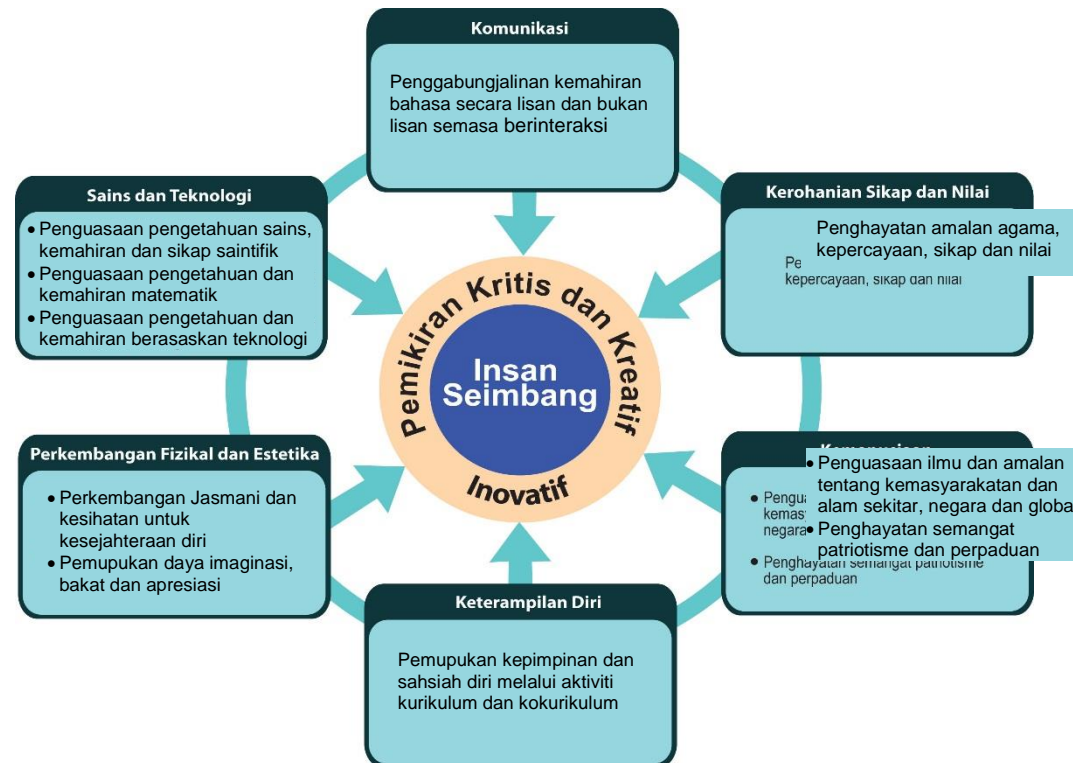 Komunikasi
Penggabungjalinan kemahiran
bahasa secara lisan dan bukan
lisan semasa berinteraksi
Sains dan Teknologi
• Penguasaan pengetahuan sains,
kemahiran dan sikap saintifik
• Penguasaan pengetahuan dan
kemahiran matematik
• Penguasaan pengetahuan dan
kemahiran berasaskan teknologi
Kerohanian Sikap dan Nilai
Penghayatan amalan agama,
kepercayaan, sikap dan nilai
kepercayaan, sikap dan nilai
Pemikiran Kritis dan Kreatif
Insan
Seimbang
Inovatif
Perkembangan Fizikal dan Estetika
• Perkembangan Jasmani dan
kesihatan untuk
kesejahteraan diri
• Pemupukan daya imaginasi,
bakat dan apresiasi
• Penguasaan ilmu dan amalan
tentang kemasyarakatan dan
alam sekitar, negara dan globa
• Penghayatan semangat
patriotisme dan perpaduan
• Penghayatan semangat patriotisme
dan perpaduan
Keterampilan Diri
Pemupukan kepimpinan dan
sahsiah diri melalui aktiviti
kurikulum dan kokurikulum